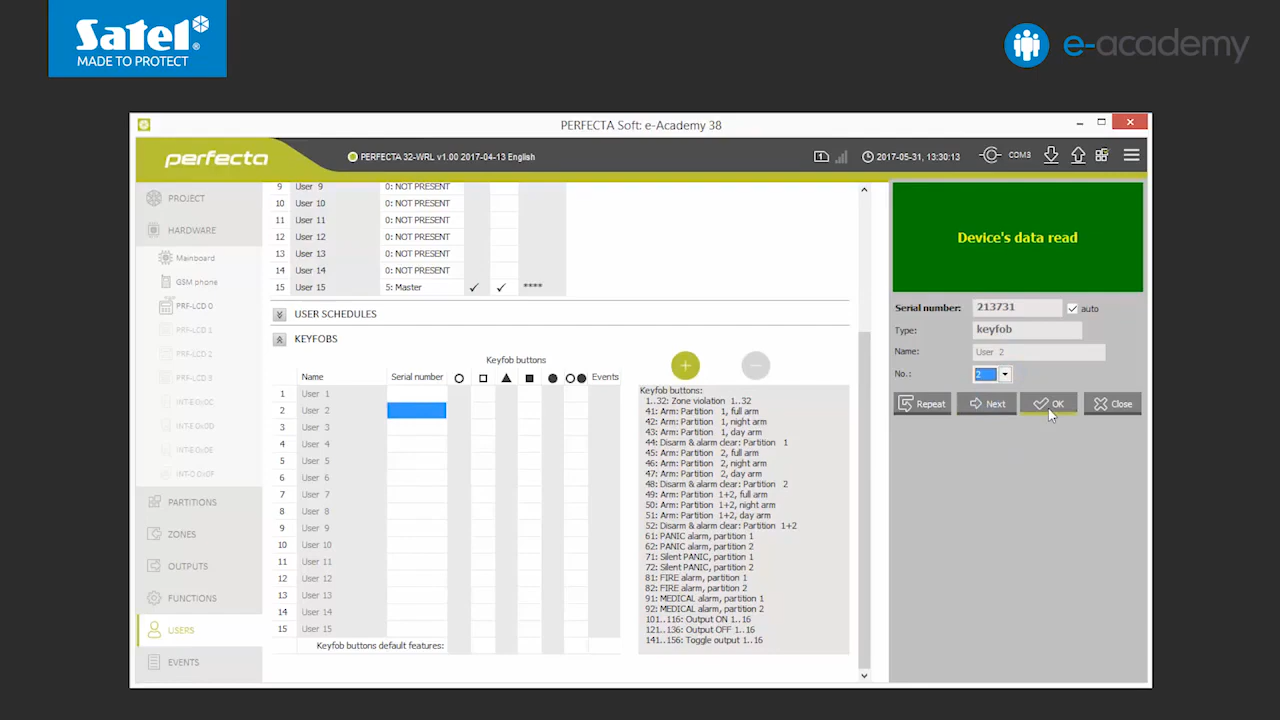 Satel®
MADE TO PROTECT
e-academy
PERFECTA Soft: e-Academy 38
perfecta
PERFECTA 32-WRL v1.00 2017-04-13 English
1
2017-05-31, 13:30:13
COM3
PROJECT
HARDWARE
Mainboard
GSM phone
PRF-LCD 0
PRF-LCD 1
PRF-LCD 2
PRF-LCD 3
INT-E 0x0C
INT-E 0x0D
INT-E 0x0E
INT-O 0x0F
PARTITIONS
ZONES
OUTPUTS
FUNCTIONS
USERS
EVENTS
9 User 9 0: NOT PRESENT
10 User 10 0: NOT PRESENT
11 User 11 0: NOT PRESENT
12 User 12 0: NOT PRESENT
13 User 13 0: NOT PRESENT
14 User 14 0: NOT PRESENT
15 User 15 5: Master ✓ ✓ ****
USER SCHEDULES
KEYFOBS
Keyfob buttons
Name Serial number Events
1 User 1
2 User 2
3 User 3
4 User 4
5 User 5
6 User 6
7 User 7
8 User 8
9 User 9
10 User 10
11 User 11
12 User 12
13 User 13
14 User 14
15 User 15
Keyfob buttons default features:
Keyfob buttons:
1..32: Zone violation 1..32
41: Arm: Partition 1, full arm
42: Arm: Partition 1, night arm
43: Arm: Partition 1, day arm
44: Disarm & alarm clear: Partition 1
45: Arm: Partition 2, full arm
46: Arm: Partition 2, night arm
47: Arm: Partition 2, day arm
48: Disarm & alarm clear: Partition 2
49: Arm: Partition 1+2, full arm
50: Arm: Partition 1+2, night arm
51: Arm: Partition 1+2, day arm
52: Disarm & alarm clear: Partition 1+2
61: PANIC alarm, partition 1
62: PANIC alarm, partition 2
71: Silent PANIC, partition 1
72: Silent PANIC, partition 2
81: FIRE alarm, partition 1
82: FIRE alarm, partition 2
91: MEDICAL alarm, partition 1
92: MEDICAL alarm, partition 2
101..116: Output ON 1..16
121..136: Output OFF 1..16
141..156: Toggle output 1..16
Device's data read
Serial number: 213731 auto
Type: keyfob
Name: User 2
No.: 2
Repeat Next OK Close